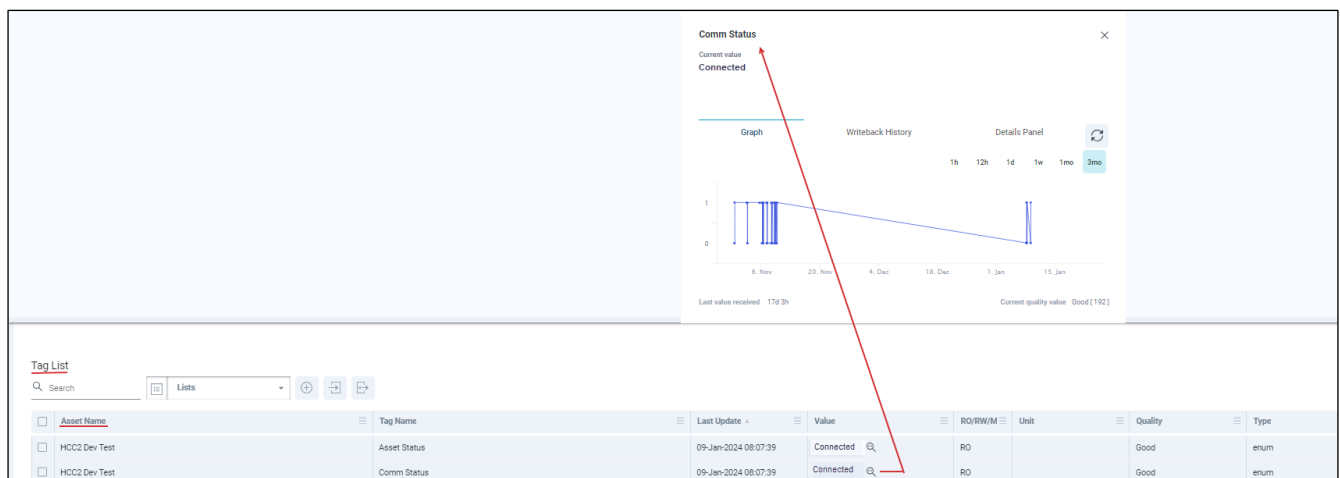 Comm Status
Current value
Connected
Graph Writeback History Details Panel
1h 12h 1d 1w 1mo 3mo
1
0
6. Nov 20. Nov 4. Dec 18. Dec 1. Jan 15. Jan
Last value received 17d 3h Current quality value Good [ 192 ]
Tag List
Search Lists
Asset Name Tag Name Last Update Value RO/RW/M Unit Quality Type
HCC2 Dev Test Asset Status 09-Jan-2024 08:07:39 Connected RO Good enum
HCC2 Dev Test Comm Status 09-Jan-2024 08:07:39 Connected RO Good enum